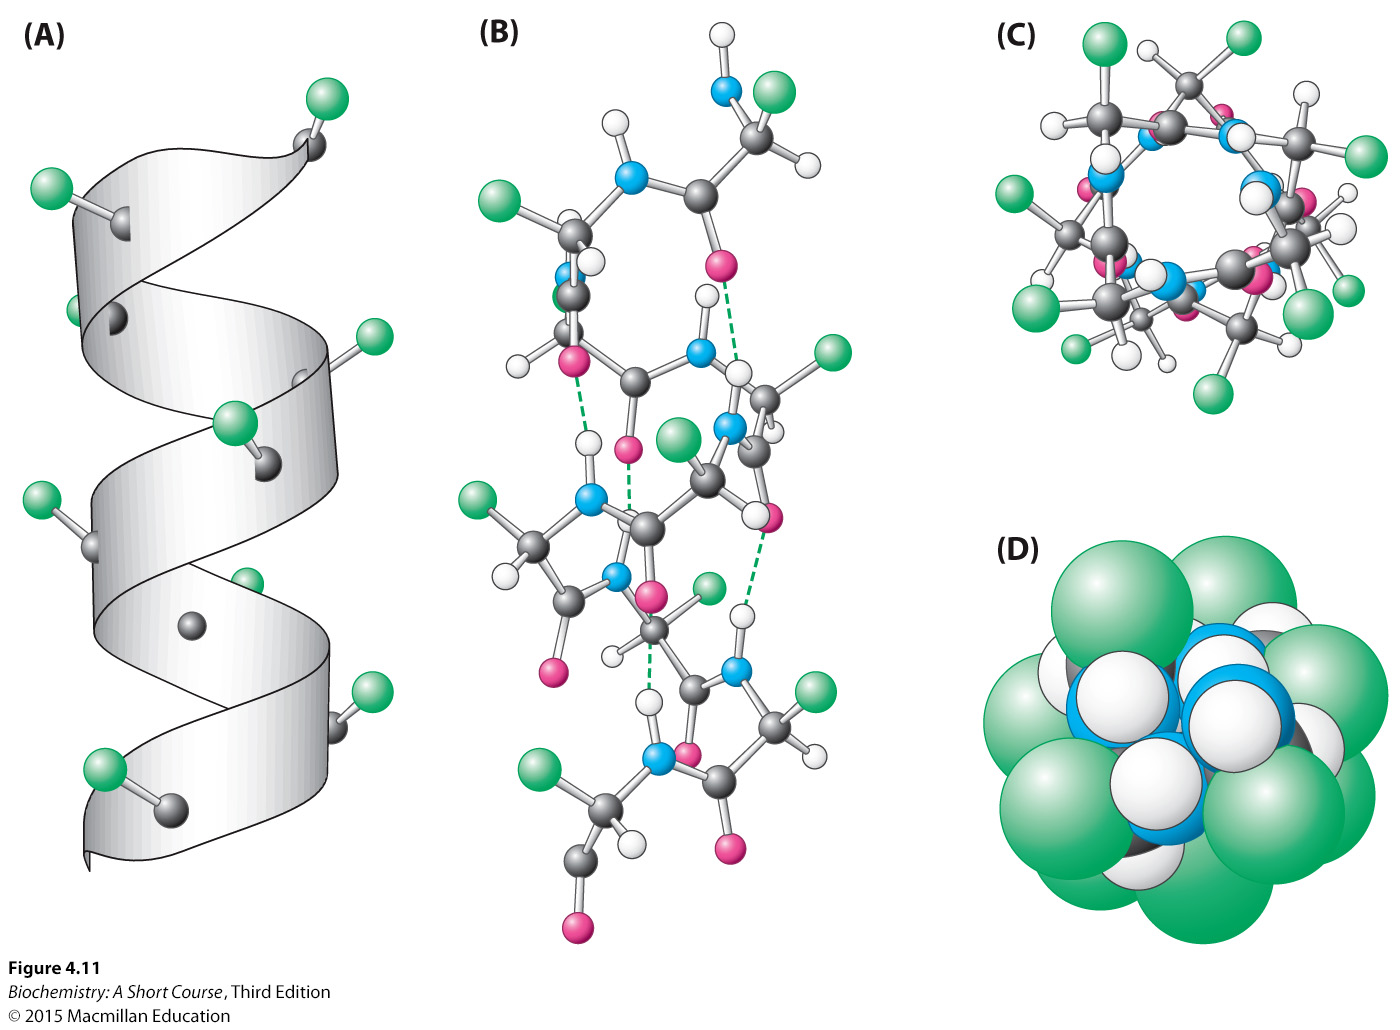 (A)
(B)
(C)
(D)
Figure 4.11
Biochemistry: A Short Course, Third Edition
© 2015 Macmillan Education